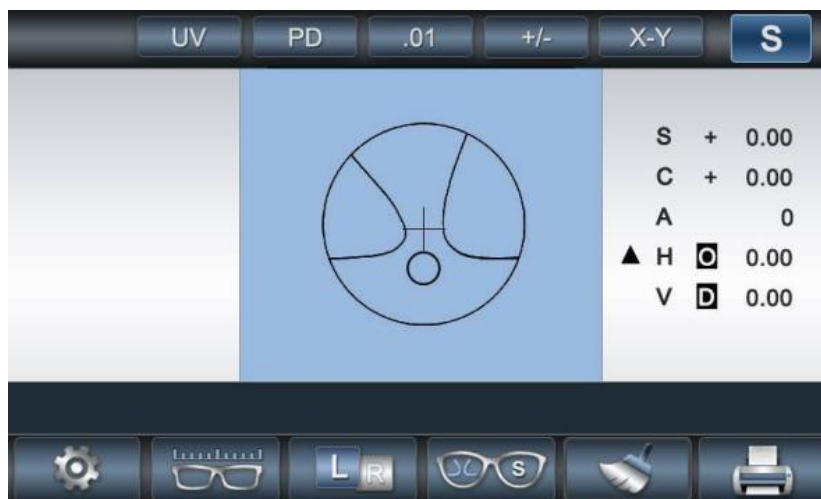 UV PD .01 +/- X-Y S
S + 0.00
C + 0.00
A 0
▲ H O 0.00
V D 0.00
L R S